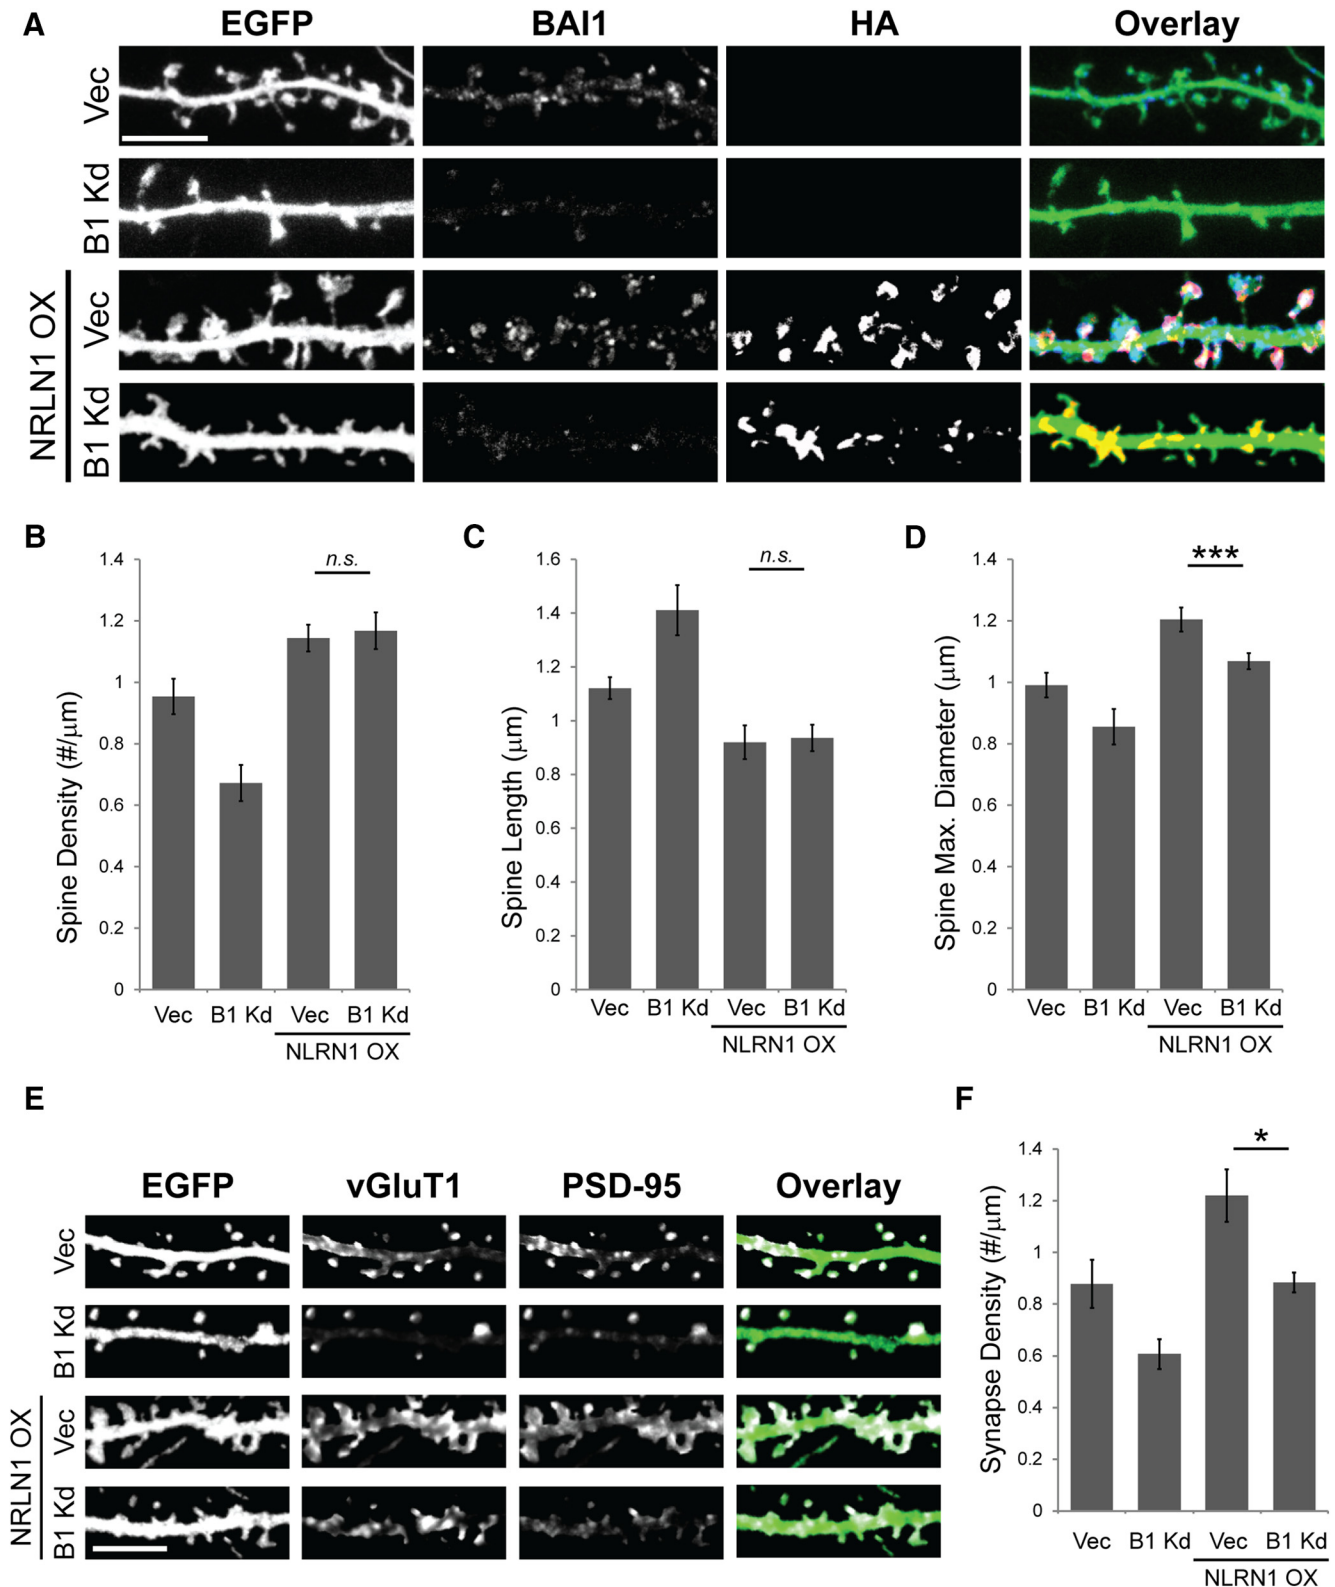 A
EGFP BAI1 HA Overlay
Vec
B1 Kd
NRLN1 OX
Vec
B1 Kd
B
Spine Density (#/μm)
1.4
1.2
1
0.8
0.6
0.4
0.2
0
n.s.
Vec B1 Kd Vec B1 Kd
NLRN1 OX
C
Spine Length (μm)
1.6
1.4
1.2
1
0.8
0.6
0.4
0.2
0
n.s.
Vec B1 Kd Vec B1 Kd
NLRN1 OX
D
Spine Max. Diameter (μm)
1.4
1.2
1
0.8
0.6
0.4
0.2
0
***
Vec B1 Kd Vec B1 Kd
NLRN1 OX
E
EGFP vGluT1 PSD-95 Overlay
Vec
B1 Kd
NRLN1 OX
Vec
B1 Kd
F
Synapse Density (#/μm)
1.4
1.2
1
0.8
0.6
0.4
0.2
0
*
Vec B1 Kd Vec B1 Kd
NLRN1 OX